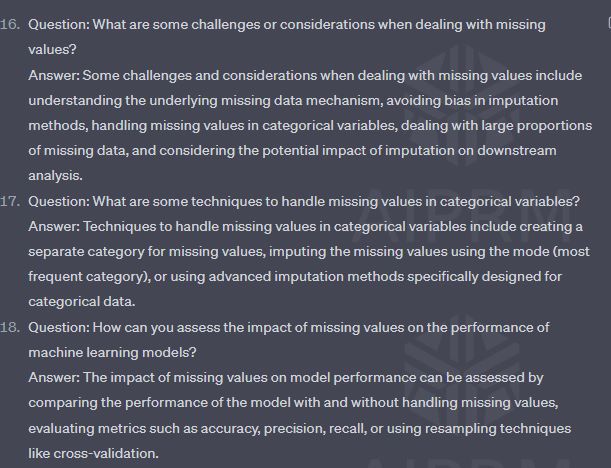 16. Question: What are some challenges or considerations when dealing with missing
values?
Answer: Some challenges and considerations when dealing with missing values include
understanding the underlying missing data mechanism, avoiding bias in imputation
methods, handling missing values in categorical variables, dealing with large proportions
of missing data, and considering the potential impact of imputation on downstream
analysis.
17. Question: What are some techniques to handle missing values in categorical variables?
Answer: Techniques to handle missing values in categorical variables include creating a
separate category for missing values, imputing the missing values using the mode (most
frequent category), or using advanced imputation methods specifically designed for
categorical data.
18. Question: How can you assess the impact of missing values on the performance of
machine learning models?
Answer: The impact of missing values on model performance can be assessed by
comparing the performance of the model with and without handling missing values,
evaluating metrics such as accuracy, precision, recall, or using resampling techniques
like cross-validation.
AIPRM
AIPRM